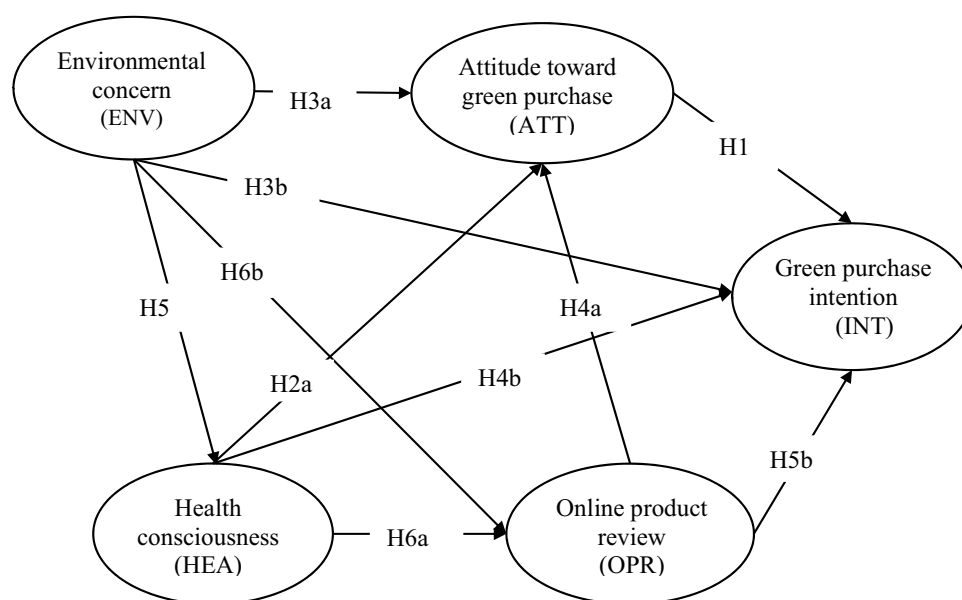 Environmental
concern
(ENV)
H3a
Attitude toward
green purchase
(ATT)
H1
H3b
H6b
H5
H4a
Green purchase
intention
(INT)
H2a
H4b
H5b
Health
consciousness
(HEA)
H6a
Online product
review
(OPR)